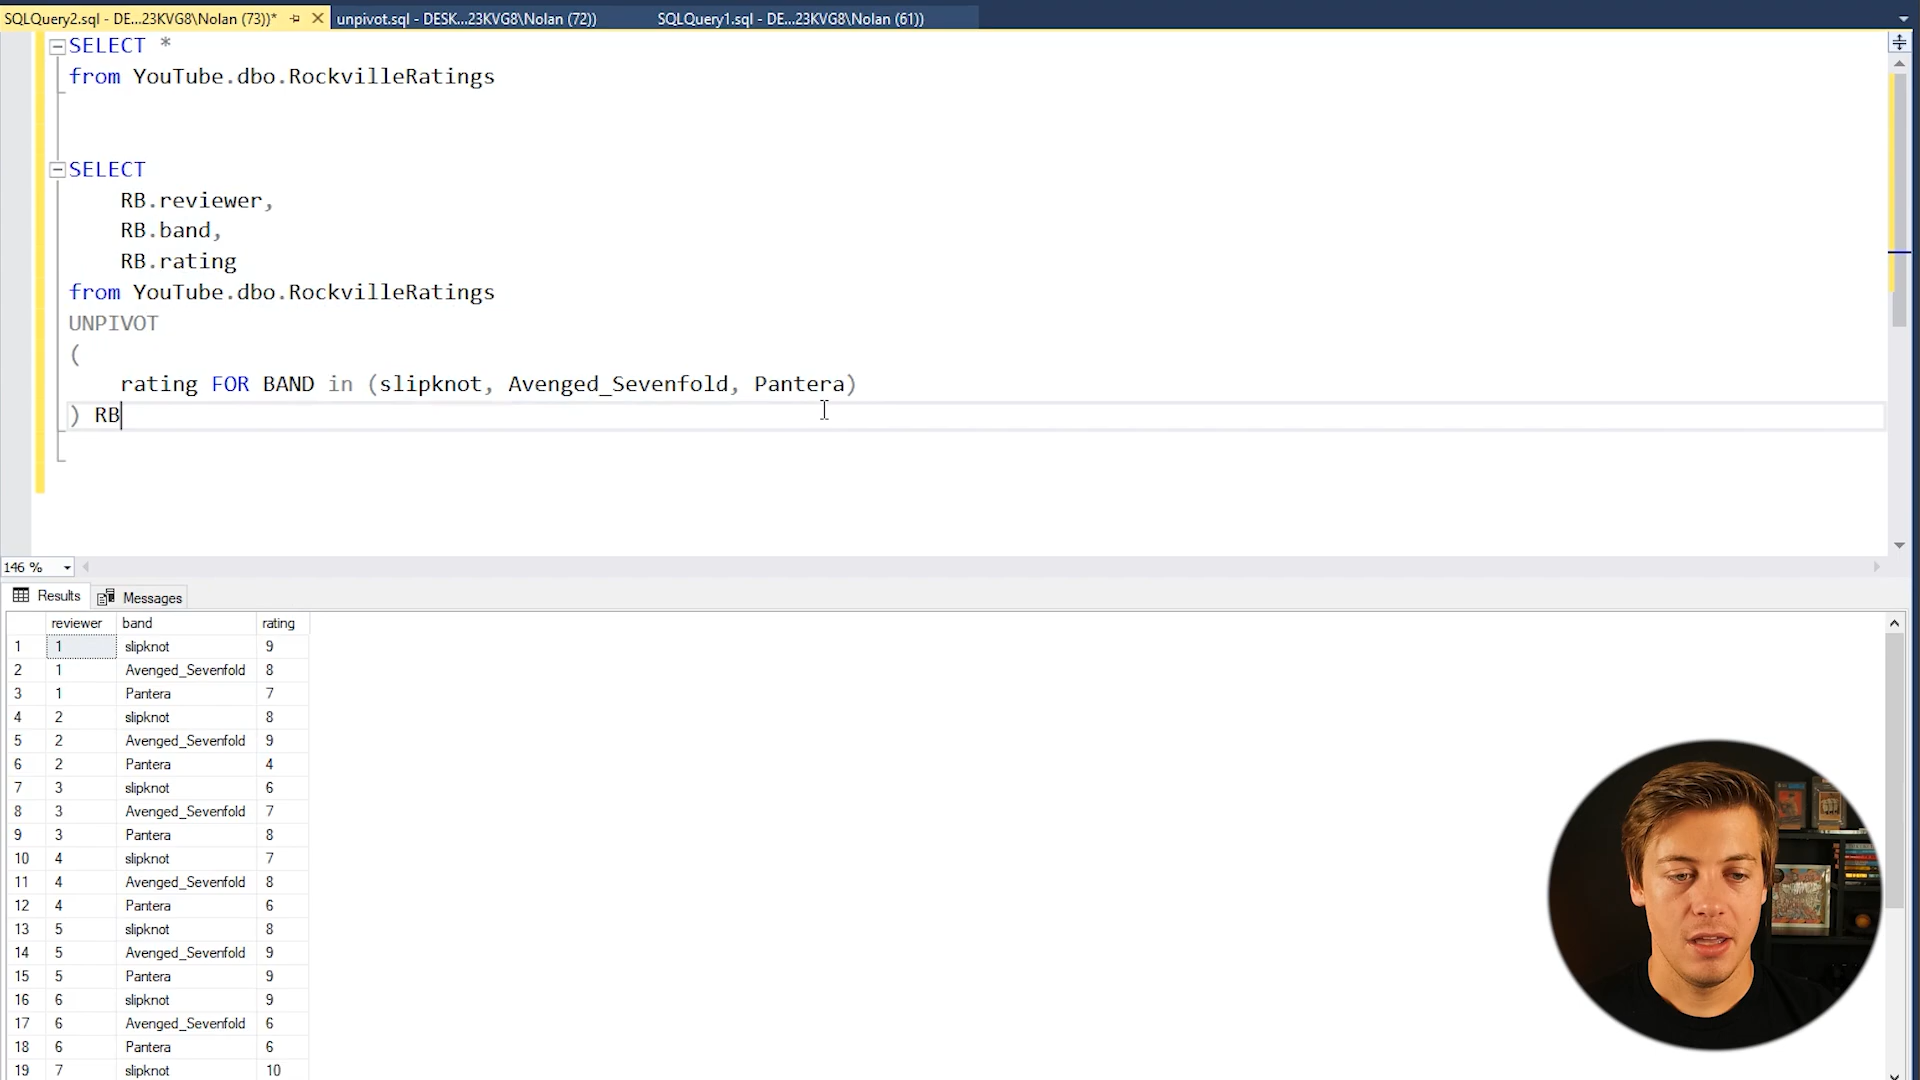 SQLQuery2.sql - DE...23KVG8\Nolan (73))* unpivot.sql - DESK...23KVG8\Nolan (72)) SQLQuery1.sql - DE...23KVG8\Nolan (61))
SELECT *
from YouTube.dbo.RockvilleRatings
SELECT
RB.reviewer,
RB.band,
RB.rating
from YouTube.dbo.RockvilleRatings
UNPIVOT
(
rating FOR BAND in (slipknot, Avenged_Sevenfold, Pantera)
) RB
146 %
Results Messages
reviewer band rating
1 1 slipknot 9
2 1 Avenged_Sevenfold 8
3 1 Pantera 7
4 2 slipknot 8
5 2 Avenged_Sevenfold 9
6 2 Pantera 4
7 3 slipknot 6
8 3 Avenged_Sevenfold 7
9 3 Pantera 8
10 4 slipknot 7
11 4 Avenged_Sevenfold 8
12 4 Pantera 6
13 5 slipknot 8
14 5 Avenged_Sevenfold 9
15 5 Pantera 9
16 6 slipknot 9
17 6 Avenged_Sevenfold 6
18 6 Pantera 6
19 7 slipknot 10